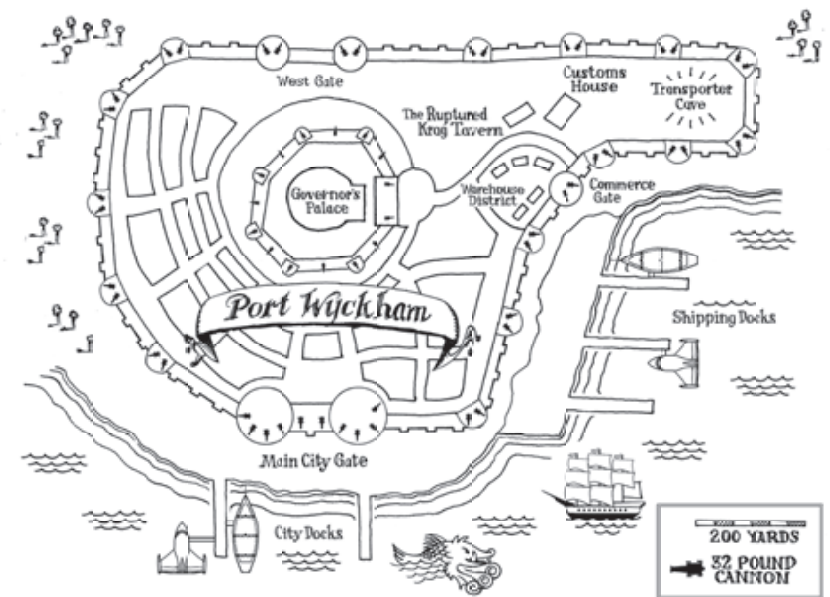 West Gate
Customs
House
Transporter
Cave
The Ruptured
Krag Tavern
Governor's
Palace
Warehouse
District
Commerce
Gate
Port Wyckham
Shipping Docks
Main City Gate
City Docks
200 YARDS
32 POUND
CANNON